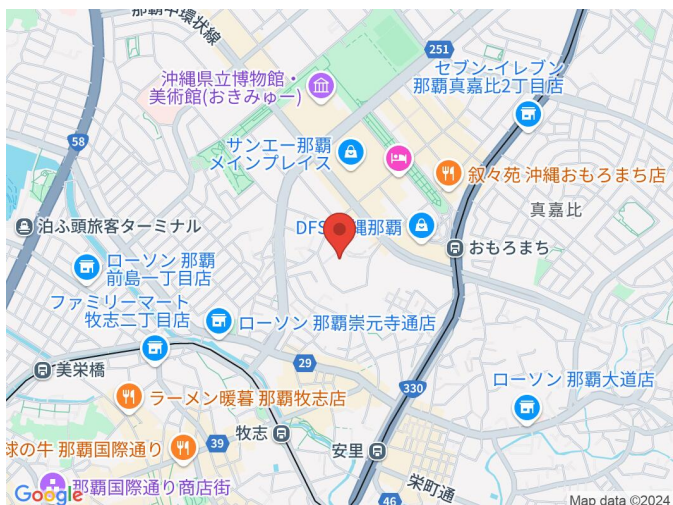 那覇中環状線
251
沖縄県立博物館・
美術館(おきみゅー)
セブン-イレブン
那覇真嘉比2丁目店
58
サンエー那覇
メインプレイス
叙々苑 沖縄おもろまち店
真嘉比
泊ふ頭旅客ターミナル
DFS
縄那覇
おもろまち
ローソン 那覇
前島一丁目店
ファミリーマート
牧志二丁目店
ローソン 那覇崇元寺通店
29
美栄橋
330
ローソン 那覇大道店
ラーメン暖暮 那覇牧志店
牧志
39
球の牛 那覇国際通り
安里
栄町通
那覇国際通り商店街
46
Google
Map data ©2024